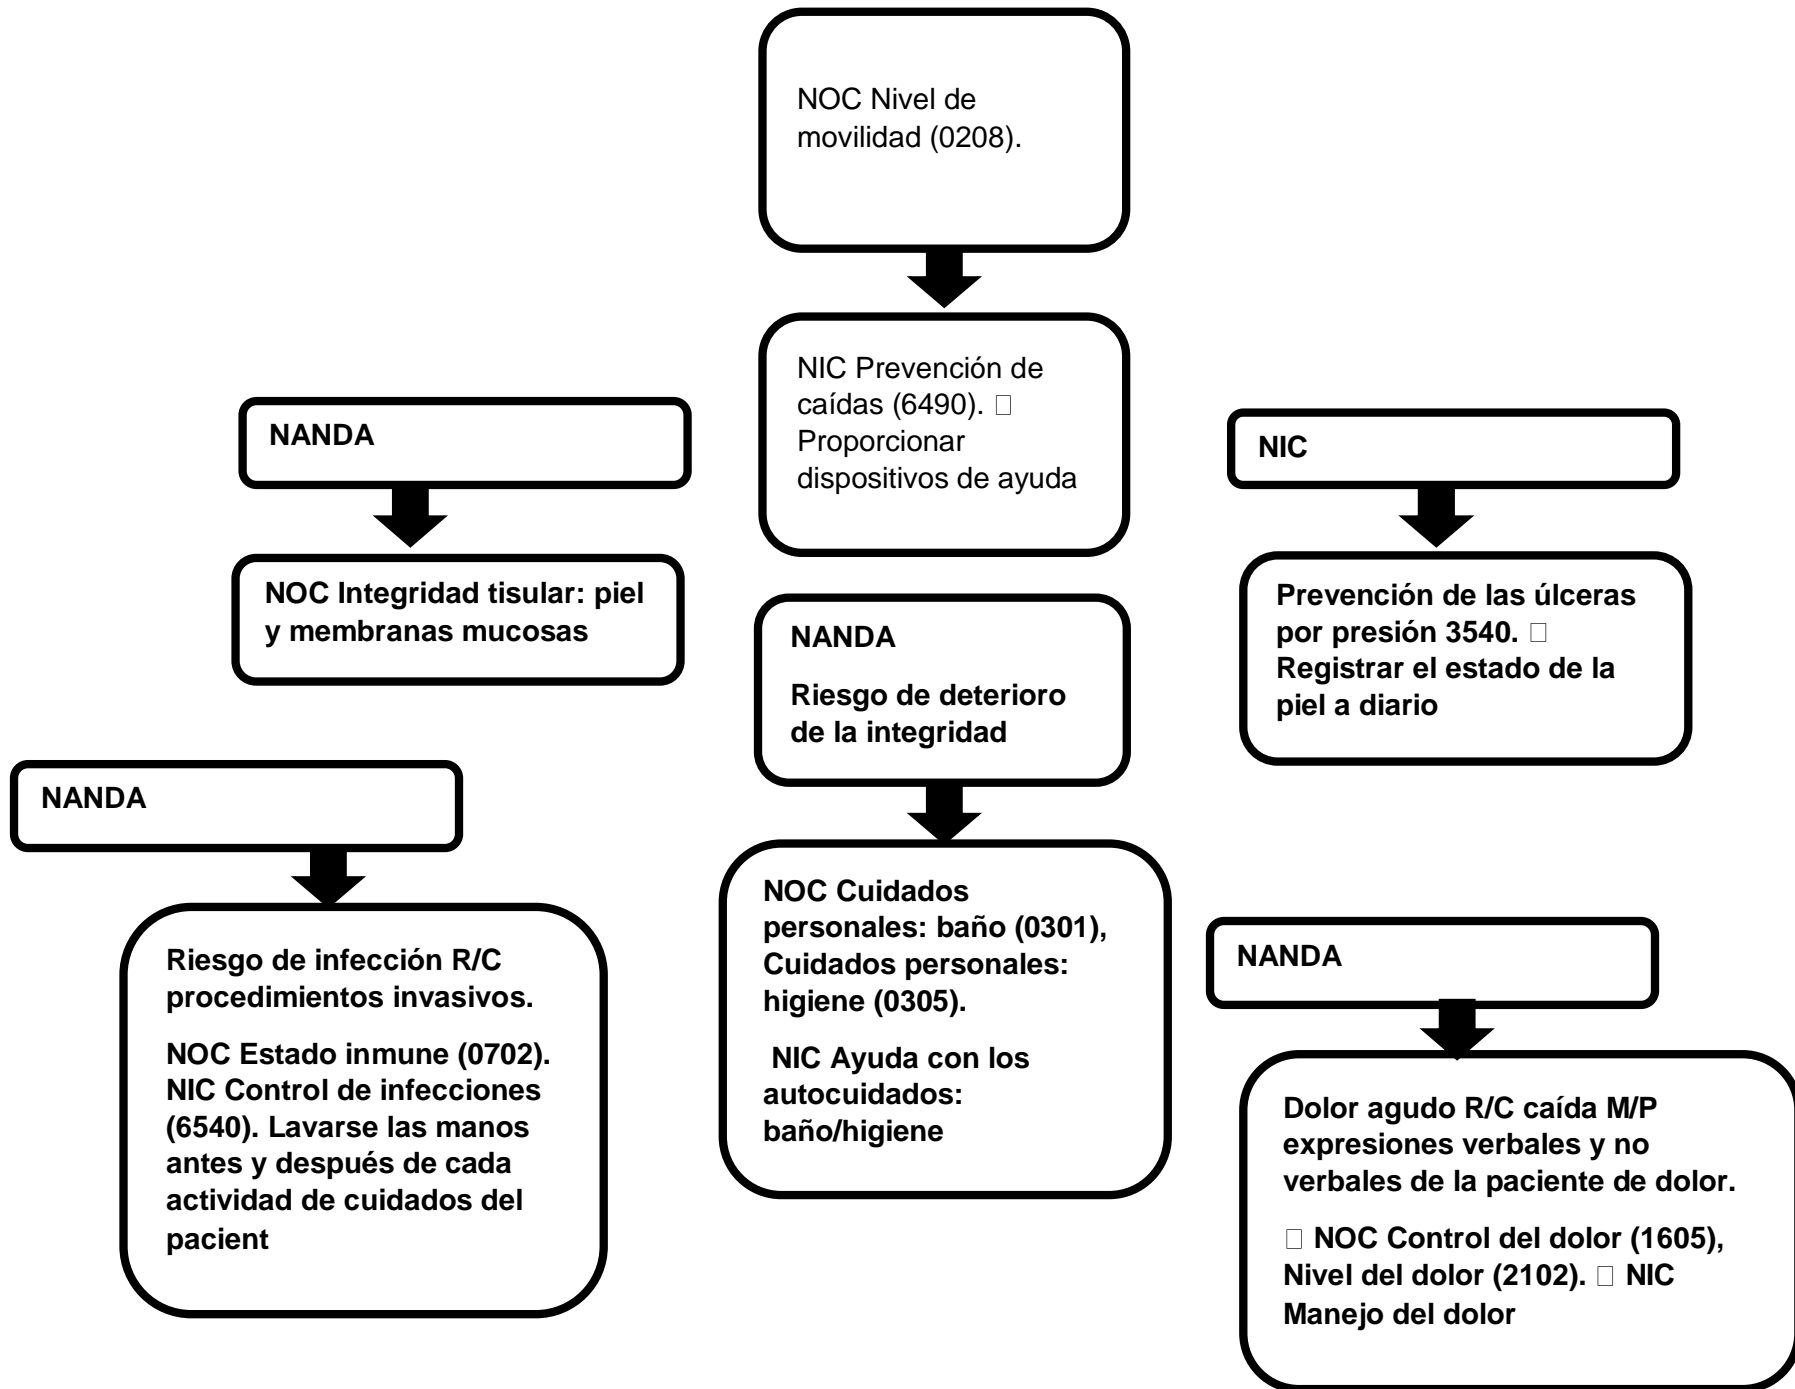 NOC Nivel de
movilidad (0208).
NIC Prevención de
caídas (6490). □
Proporcionar
dispositivos de ayuda
NANDA
NOC Integridad tisular: piel
y membranas mucosas
NIC
Prevención de las úlceras
por presión 3540. □
Registrar el estado de la
piel a diario
NANDA
Riesgo de deterioro
de la integridad
NOC Cuidados
personales: baño (0301),
Cuidados personales:
higiene (0305).
NIC Ayuda con los
autocuidados:
baño/higiene
NANDA
Riesgo de infección R/C
procedimientos invasivos.
NOC Estado inmune (0702).
NIC Control de infecciones
(6540). Lavarse las manos
antes y después de cada
actividad de cuidados del
pacient
NANDA
Dolor agudo R/C caída M/P
expresiones verbales y no
verbales de la paciente de dolor.
□ NOC Control del dolor (1605),
Nivel del dolor (2102). □ NIC
Manejo del dolor